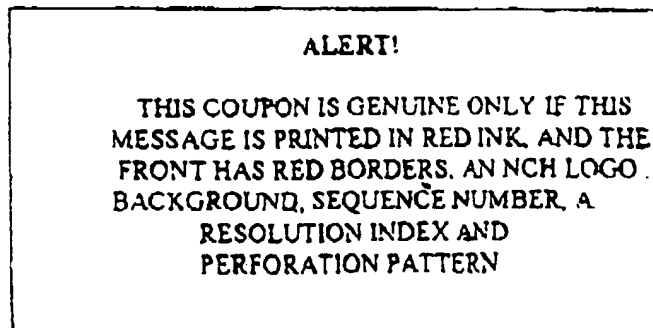 ALERT!
THIS COUPON IS GENUINE ONLY IF THIS
MESSAGE IS PRINTED IN RED INK, AND THE
FRONT HAS RED BORDERS. AN NCH LOGO .
BACKGROUND, SEQUENCE NUMBER, A
RESOLUTION INDEX AND
PERFORATION PATTERN